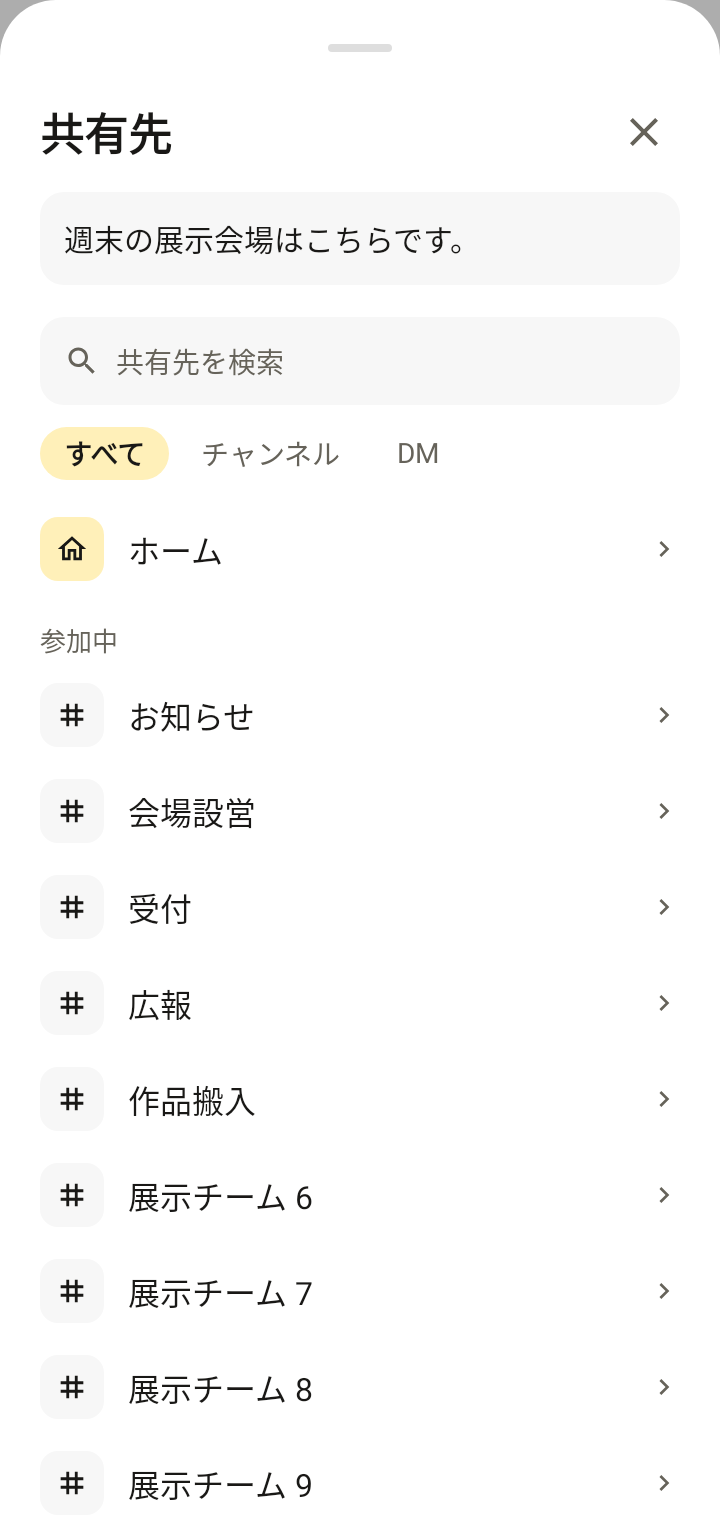 共有先
週末の展示会場はこちらです。
共有先を検索
すべて チャンネル DM
ホーム
参加中
お知らせ
会場設営
受付
広報
作品搬入
展示チーム 6
展示チーム 7
展示チーム 8
展示チーム 9